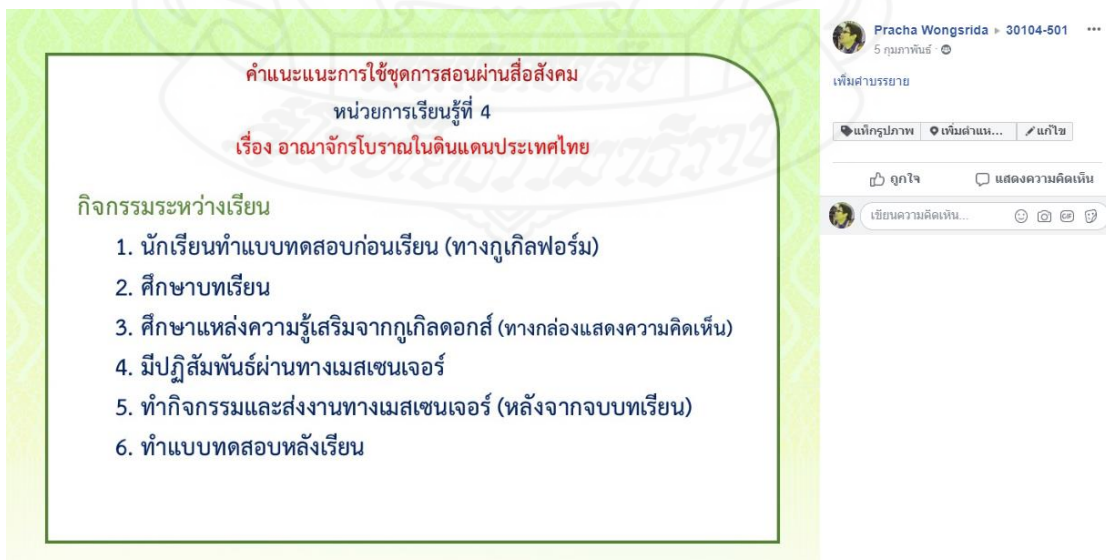 คำแนะแนะการใช้ชุดการสอนผ่านสื่อสังคม
หน่วยการเรียนรู้ที่ 4
เรื่อง อาณาจักรโบราณในดินแดนประเทศไทย
กิจกรรมระหว่างเรียน
1. นักเรียนทำแบบทดสอบก่อนเรียน (ทางกูเกิลฟอร์ม)
2. ศึกษาบทเรียน
3. ศึกษาแหล่งความรู้เสริมจากกูเกิลดอกส์ (ทางกล่องแสดงความคิดเห็น)
4. มีปฏิสัมพันธ์ผ่านทางเมสเซนเจอร์
5. ทำกิจกรรมและส่งงานทางเมสเซนเจอร์ (หลังจากจบบทเรียน)
6. ทำแบบทดสอบหลังเรียน
Pracha Wongsrida ▸ 30104-501 ...
5 กุมภาพันธ์ ·
เพิ่มคำบรรยาย
แท็กรูปภาพ เพิ่มตำแหน... แก้ไข
ถูกใจ แสดงความคิดเห็น
เขียนความคิดเห็น... GIF